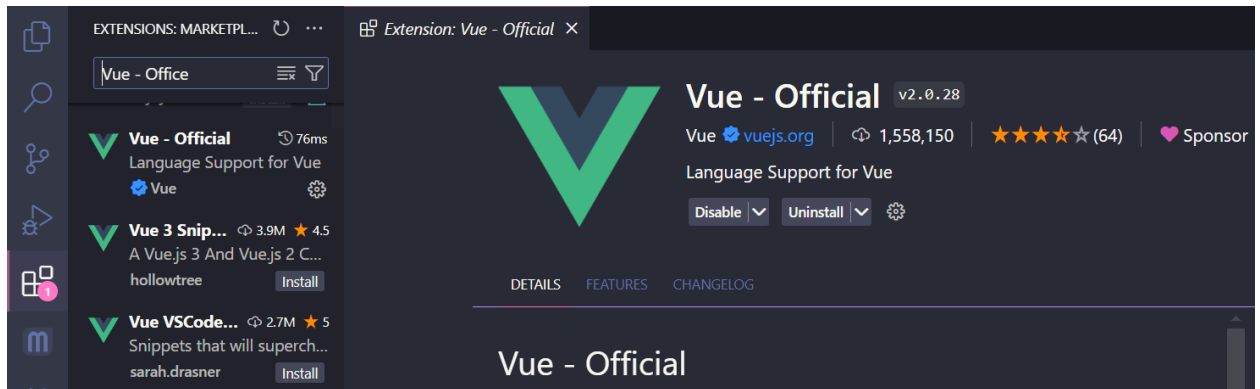 EXTENSIONS: MARKETPL...
Vue - Office
Vue - Official 76ms
Language Support for Vue
Vue
Vue 3 Snip... 3.9M ★ 4.5
A Vue.js 3 And Vue.js 2 C...
hollowtree Install
Vue VSCode... 2.7M ★ 5
Snippets that will superch...
sarah.drasner Install
1
m
Extension: Vue - Official ×
Vue - Official v2.0.28
Vue vuejs.org 1,558,150 (64) Sponsor
Language Support for Vue
Disable Uninstall
DETAILS FEATURES CHANGELOG
Vue - Official